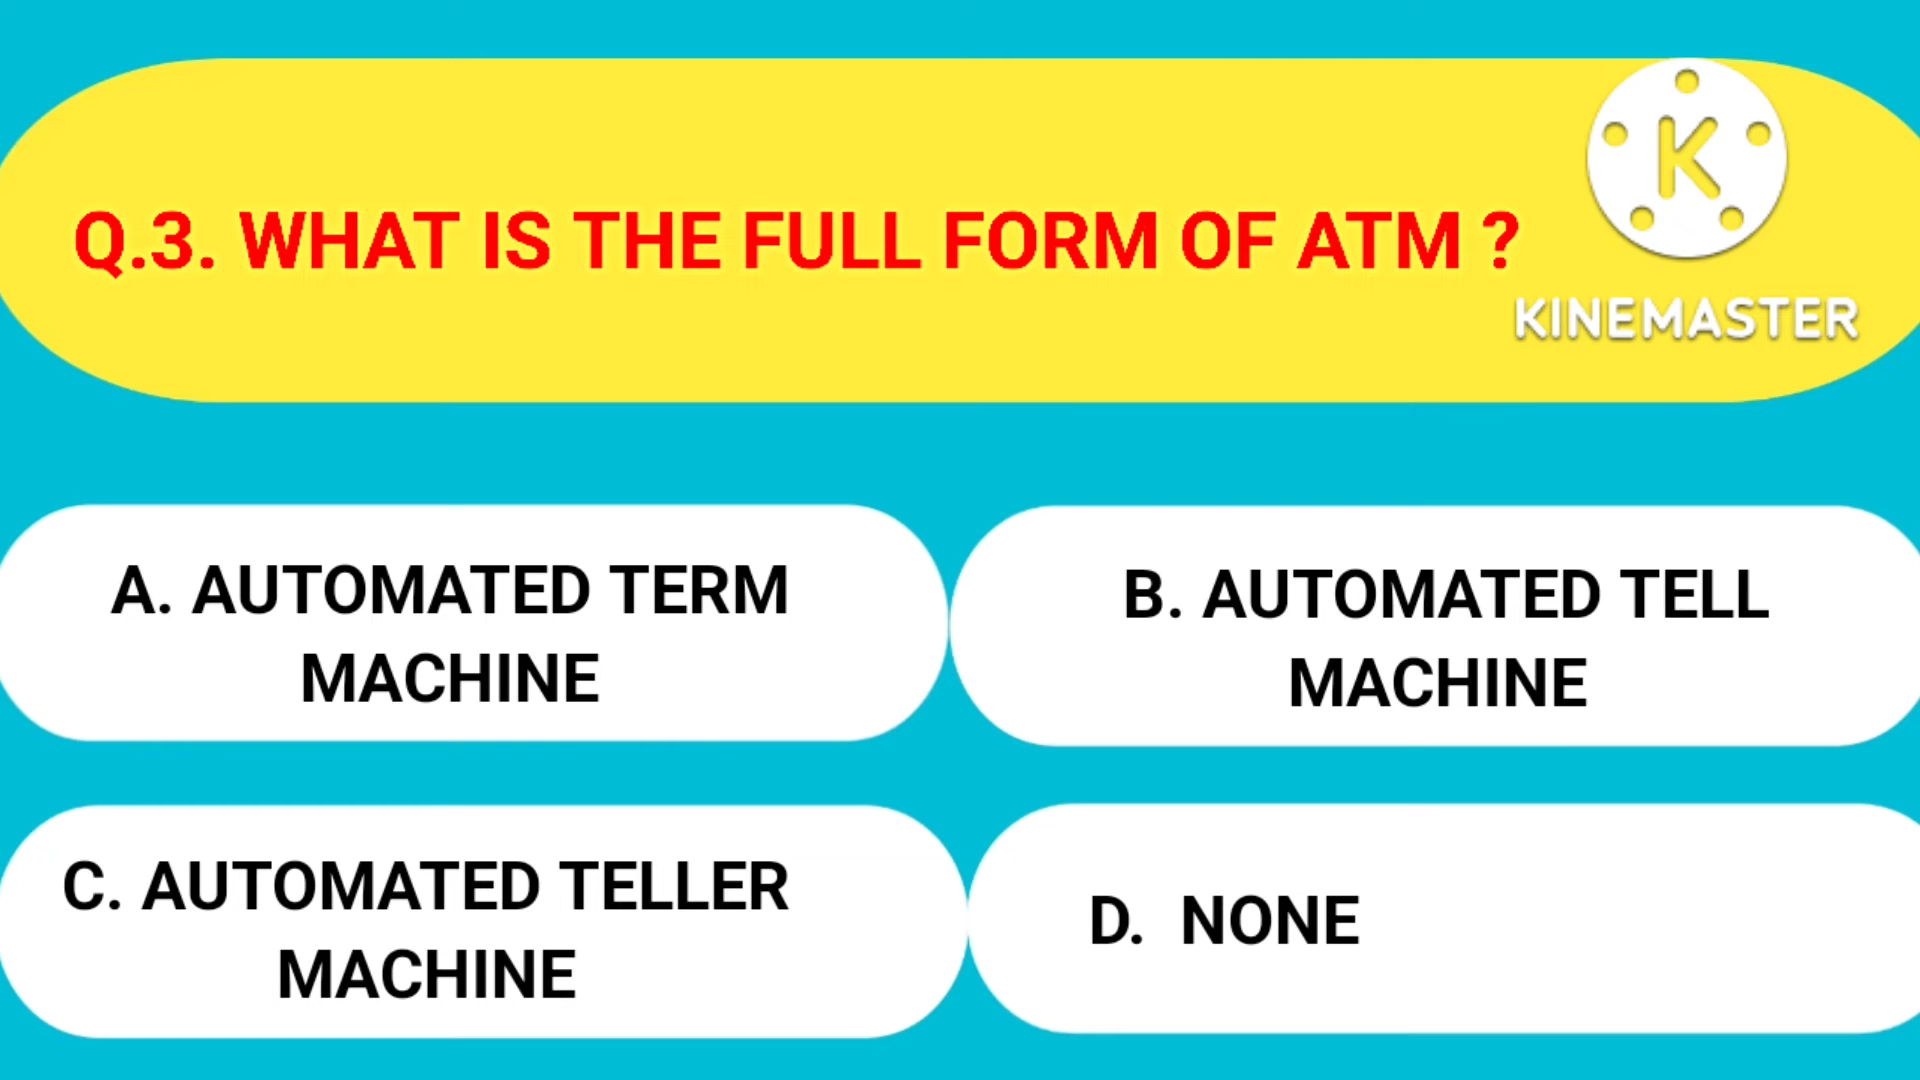 Q.3. WHAT IS THE FULL FORM OF ATM ?
K
KINEMASTER
A. AUTOMATED TERM
MACHINE
B. AUTOMATED TELL
MACHINE
C. AUTOMATED TELLER
MACHINE
D. NONE